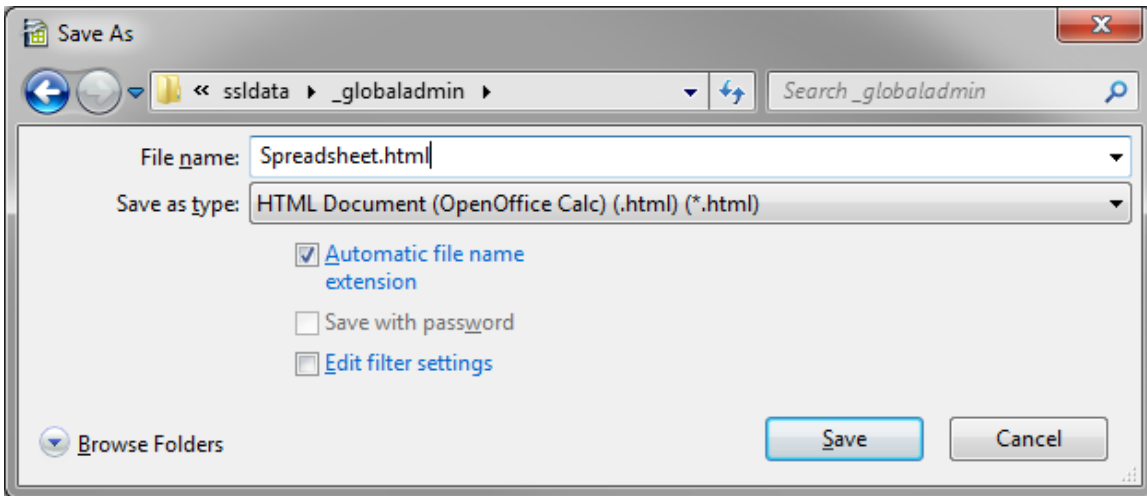 Save As
« ssldata ▸ _globaladmin ▸ Search _globaladmin
File name: Spreadsheet.html
Save as type: HTML Document (OpenOffice Calc) (.html) (*.html)
Automatic file name
extension
Save with password
Edit filter settings
Browse Folders Save Cancel